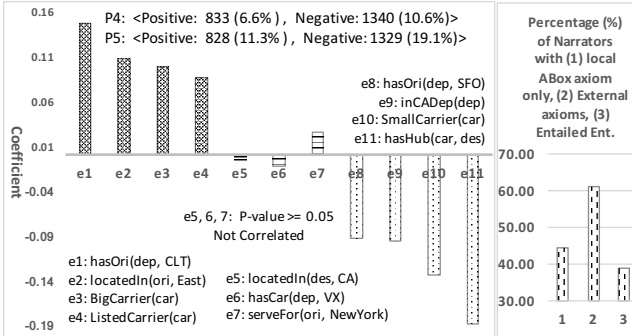 P4: <Positive: 833 (6.6%) , Negative: 1340 (10.6%)>
P5: <Positive: 828 (11.3%) , Negative: 1329 (19.1%)>
e8: hasOri(dep, SFO)
e9: inCADep(dep)
e10: SmallCarrier(car)
e11: hasHub(car, des)
Coefficient
0.16
0.11
0.06
0.01
-0.04
-0.09
-0.14
-0.19
e1 e2 e3 e4 e5 e6 e7 e8 e9 e10 e11
e5, 6, 7: P-value >= 0.05
Not Correlated
e1: hasOri(dep, CLT)
e2: locatedIn(ori, East)
e3: BigCarrier(car)
e4: ListedCarrier(car)
e5: locatedIn(des, CA)
e6: hasCar(dep, VX)
e7: serveFor(ori, NewYork)
Percentage (%)
of Narrators
with (1) local
ABox axiom
only, (2) External
axioms, (3)
Entailed Ent.
70.00
60.00
50.00
40.00
30.00
1 2 3